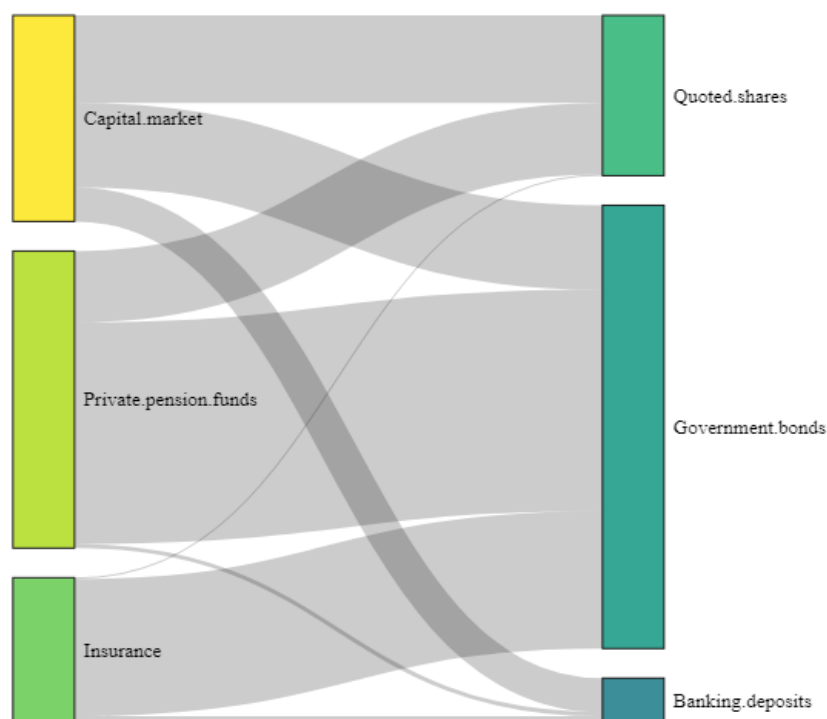 Capital.market
Quoted.shares
Private.pension.funds
Government.bonds
Insurance
Banking.deposits